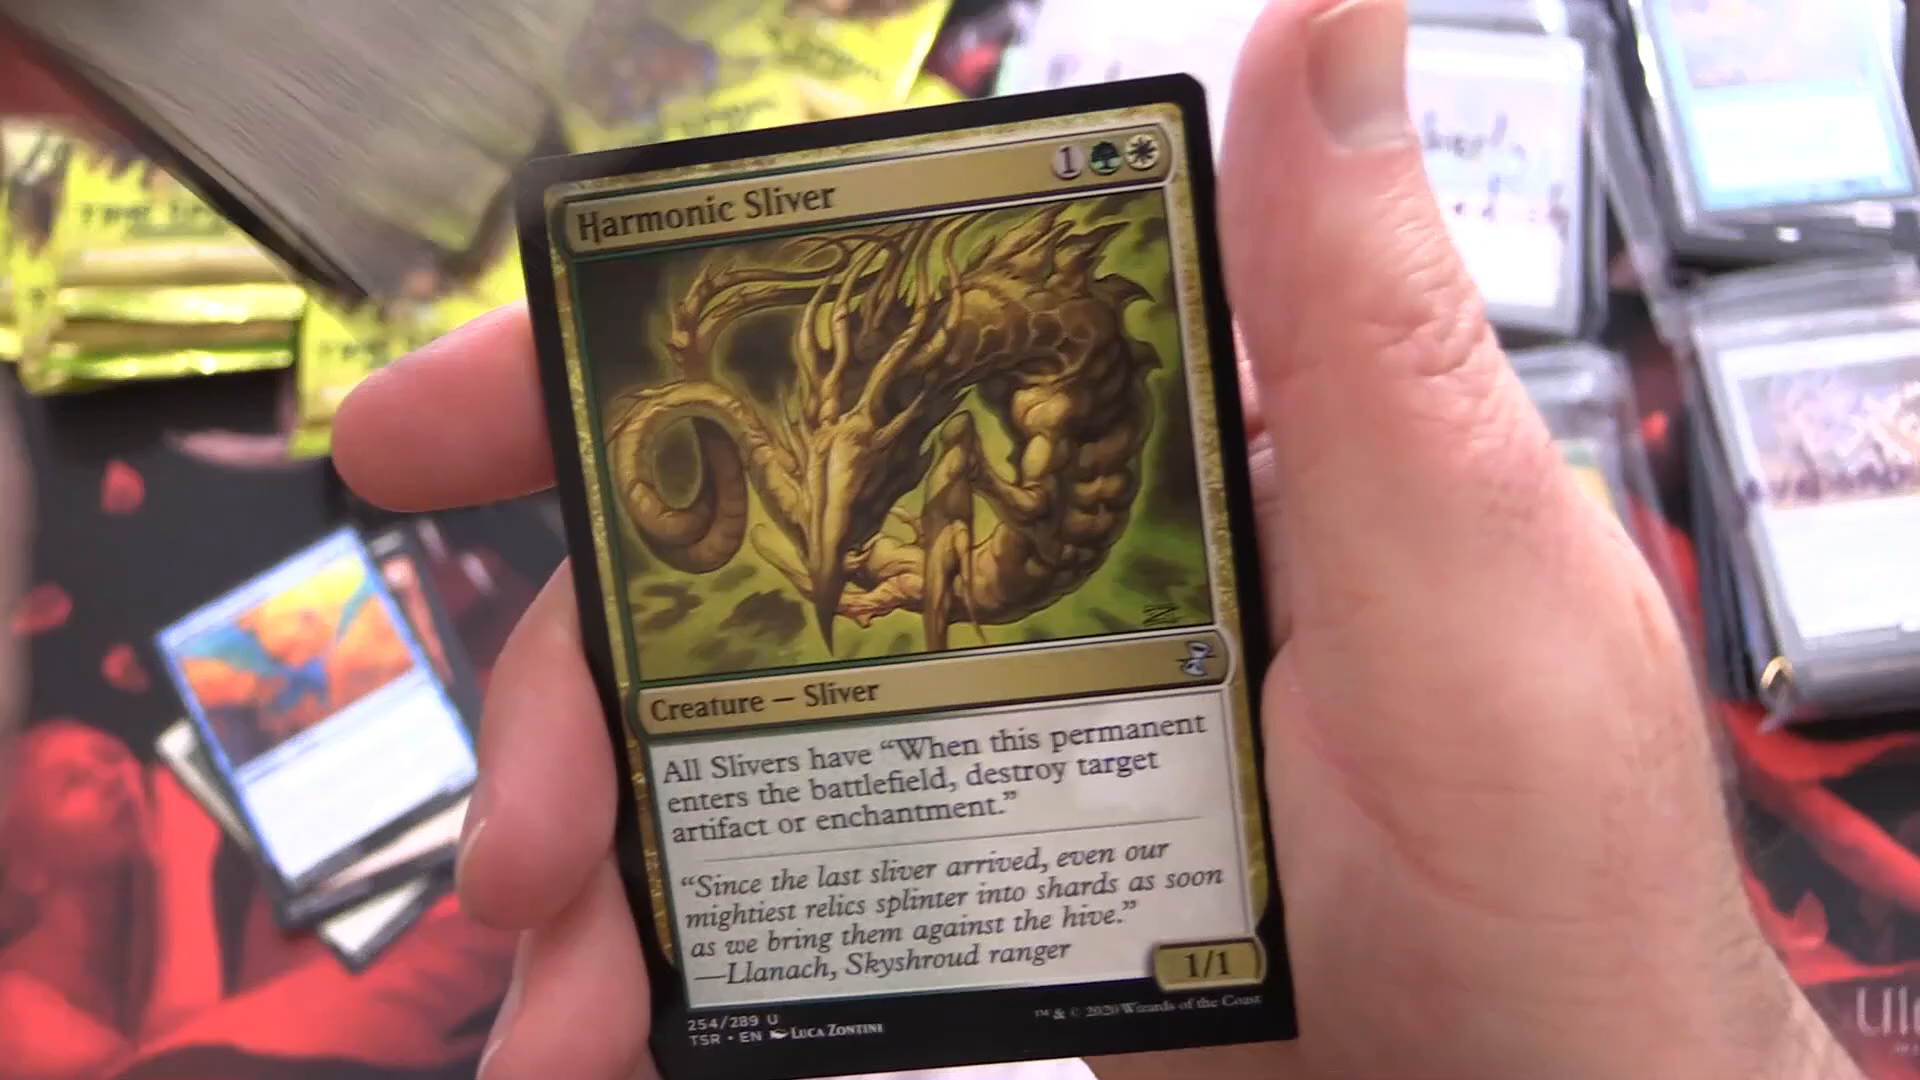 Harmonic Sliver
1
Creature — Sliver
All Slivers have “When this permanent
enters the battlefield, destroy target
artifact or enchantment.”
“Since the last sliver arrived, even our
mightiest relics splinter into shards as soon
as we bring them against the hive.”
—Llanach, Skyshroud ranger
1/1
254/289 U
TSR • EN LUCA ZONTINI
™ & © 2020 Wizards of the Coast